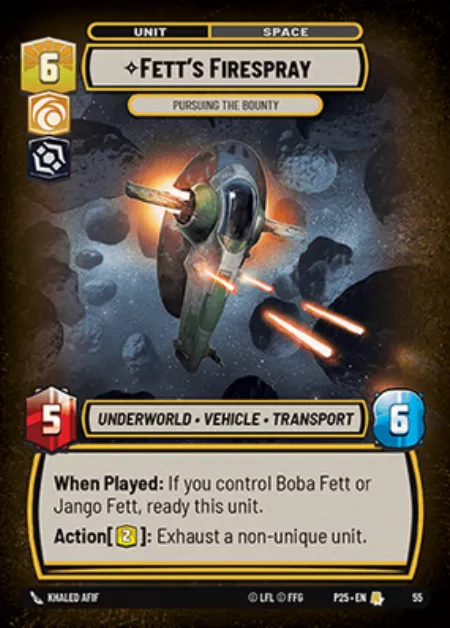 UNIT SPACE
6
✧FETT'S FIRESPRAY
PURSUING THE BOUNTY
5
UNDERWORLD • VEHICLE • TRANSPORT
6
When Played: If you control Boba Fett or
Jango Fett, ready this unit.
Action[2]: Exhaust a non-unique unit.
KHALED AFIF © LFL © FFG P25•EN 55